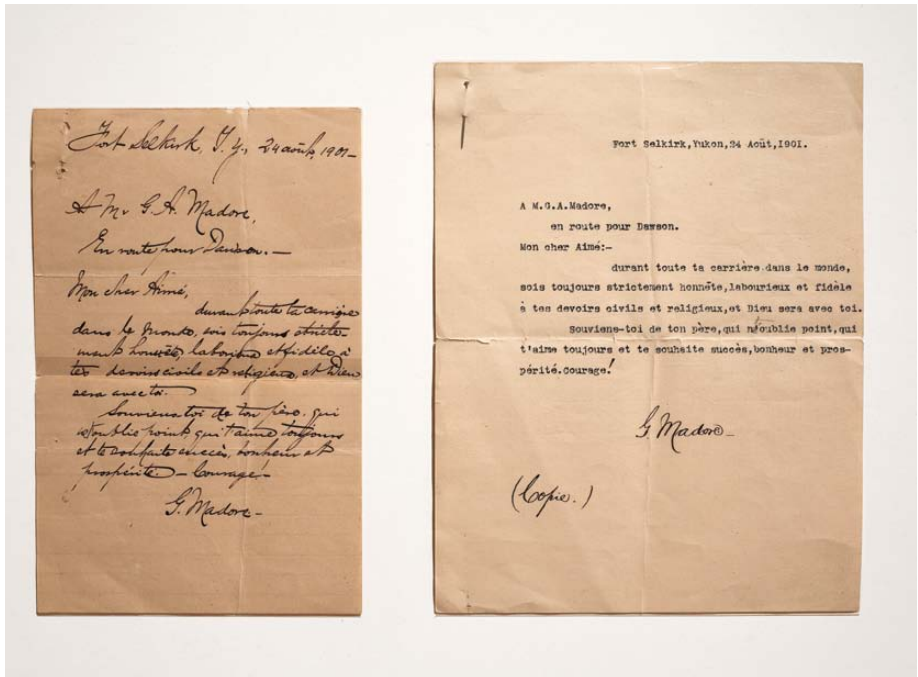 Fort Selkirk, T. Y., 24 août, 1901–
A Mr G. A. Madore,
En route pour Dawson.–
Mon cher Aimé,
durant toute ta carrière
dans le monde, sois toujours stricte-
ment honnête, laborieux et fidèle à
tes devoirs civils et religieux, et Dieu
sera avec toi.
Souviens toi de ton père, qui
n'oublie point, qui t'aime toujours
et te souhaite succès, bonheur et
prospérité. – Courage!–
G. Madore–
Fort Selkirk,Yukon,24 Août,1901.
A M.G.A.Madore,
en route pour Dawson.
Mon cher Aimé:-
durant toute ta carrière dans le monde,
sois toujours strictement honnête,labourieux et fidèle
à tes devoirs civils et religieux,et Dieu sera avec toi.
Souviens-toi de ton père,qui n't'oublie point,qui
t'aime toujours et te souhaite succès,bonheur et pros-
périté.Courage!
G. Madore–
(Copie.)